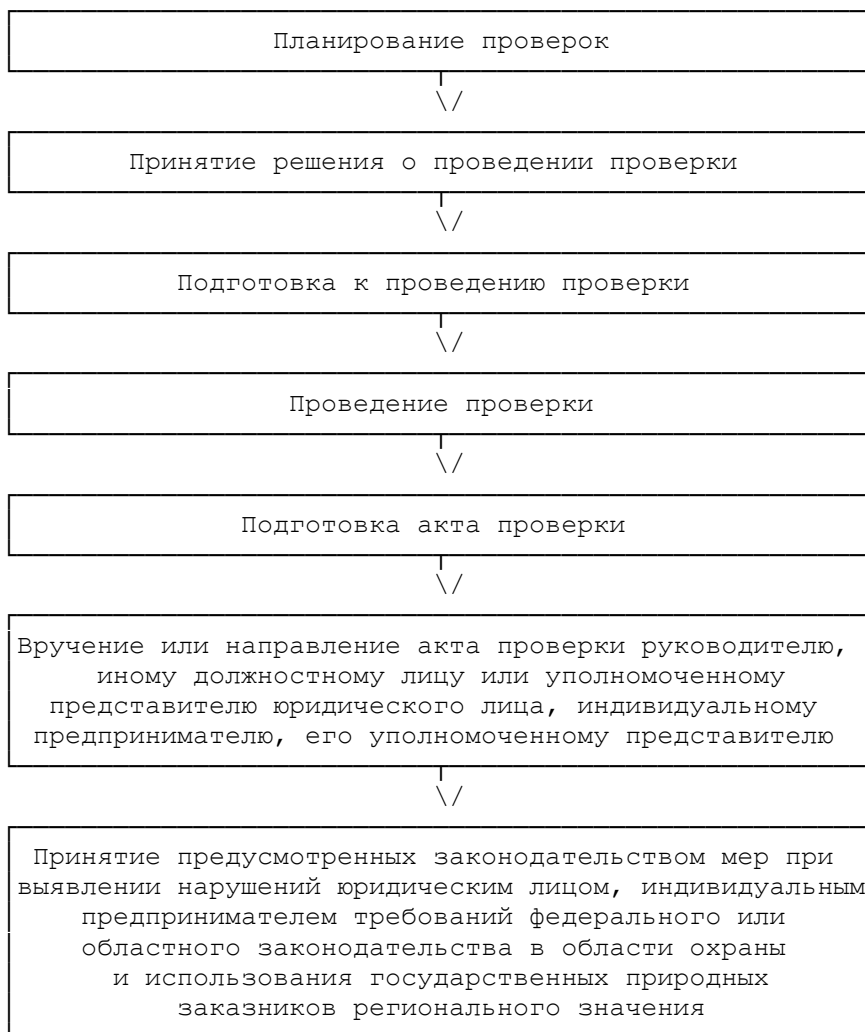 Планирование проверок
\/
Принятие решения о проведении проверки
\/
Подготовка к проведению проверки
\/
Проведение проверки
\/
Подготовка акта проверки
\/
Вручение или направление акта проверки руководителю,
иному должностному лицу или уполномоченному
представителю юридического лица, индивидуальному
предпринимателю, его уполномоченному представителю
\/
Принятие предусмотренных законодательством мер при
выявлении нарушений юридическим лицом, индивидуальным
предпринимателем требований федерального или
областного законодательства в области охраны
и использования государственных природных
заказников регионального значения